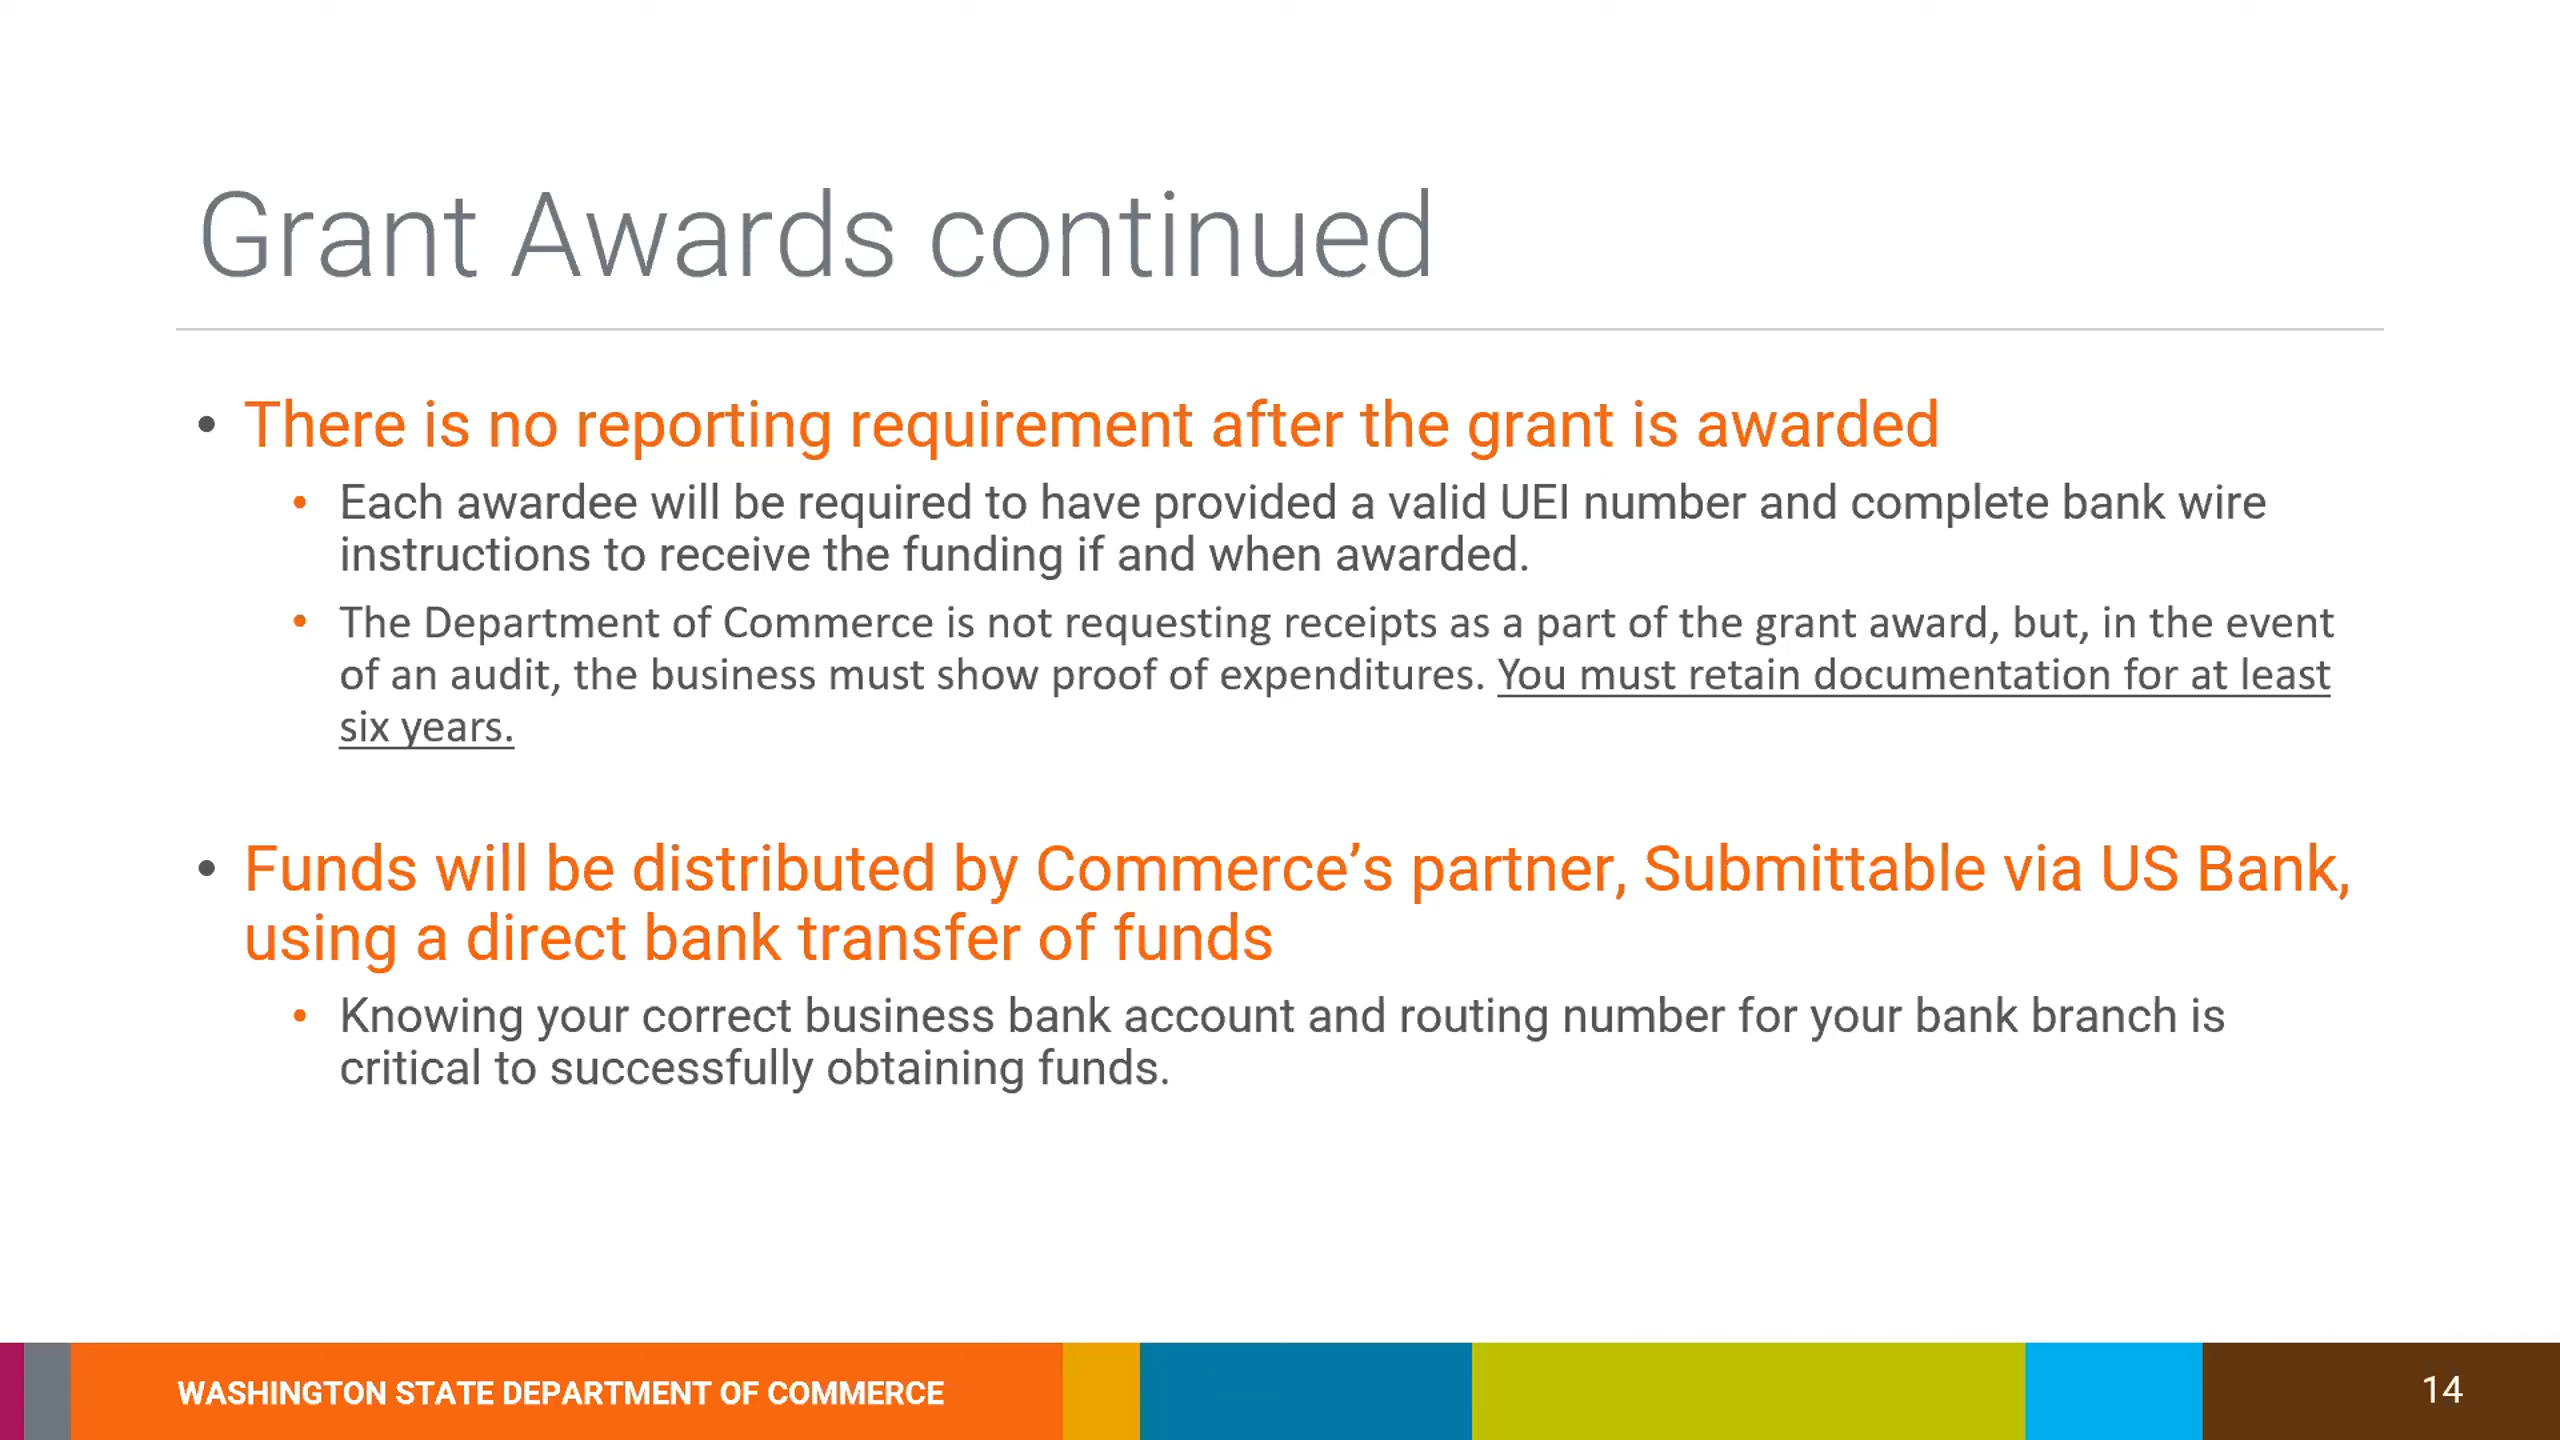 Grant Awards continued
• There is no reporting requirement after the grant is awarded
• Each awardee will be required to have provided a valid UEI number and complete bank wire
instructions to receive the funding if and when awarded.
• The Department of Commerce is not requesting receipts as a part of the grant award, but, in the event
of an audit, the business must show proof of expenditures. You must retain documentation for at least
six years.
• Funds will be distributed by Commerce’s partner, Submittable via US Bank,
using a direct bank transfer of funds
• Knowing your correct business bank account and routing number for your bank branch is
critical to successfully obtaining funds.
WASHINGTON STATE DEPARTMENT OF COMMERCE
14